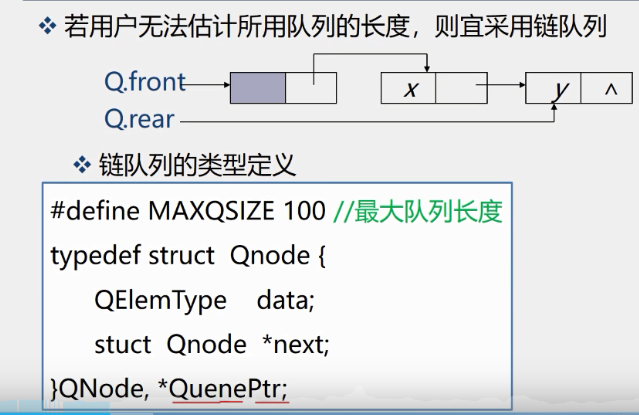 ❖ 若用户无法估计所用队列的长度，则宜采用链队列
Q.front
x y ∧
Q.rear
❖ 链队列的类型定义
#define MAXQSIZE 100 //最大队列长度
typedef struct Qnode {
QElemType data;
stuct Qnode *next;
}QNode, *QuenePtr;